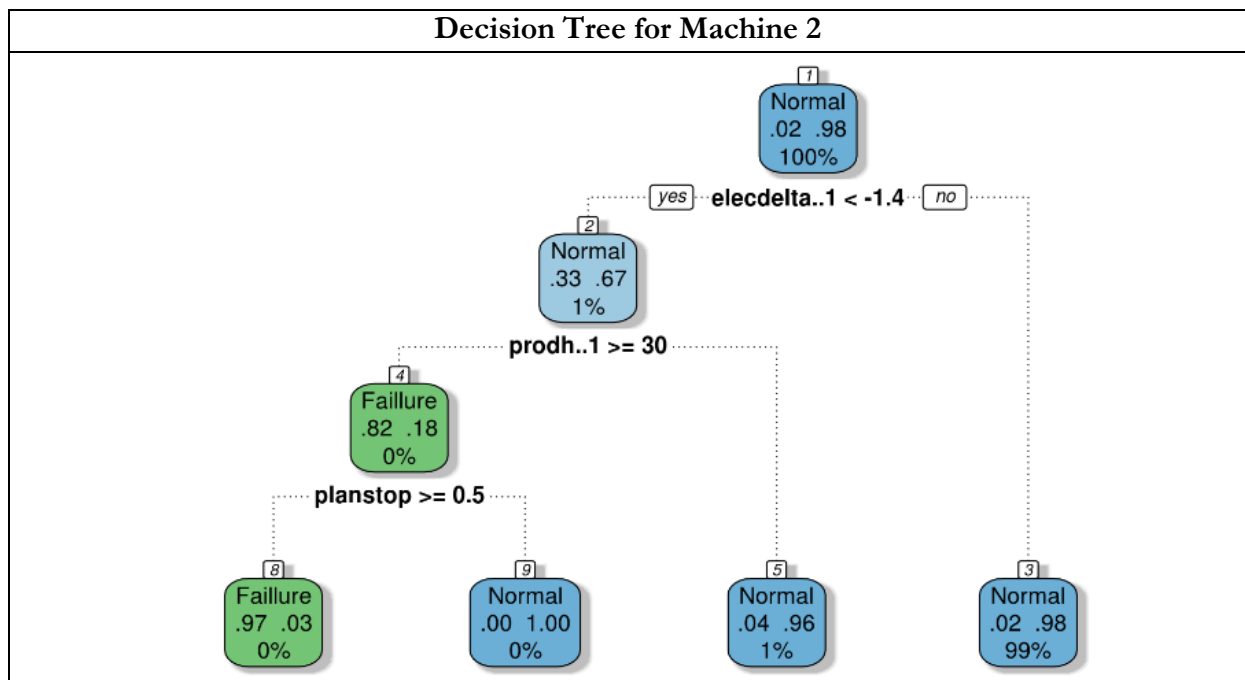 Decision Tree for Machine 2
1
Normal
.02 .98
100%
yes elecdelta..1 < -1.4 no
2
Normal
.33 .67
1%
prodh..1 >= 30
4
Faillure
.82 .18
0%
planstop >= 0.5
8
Faillure
.97 .03
0%
9
Normal
.00 1.00
0%
5
Normal
.04 .96
1%
3
Normal
.02 .98
99%